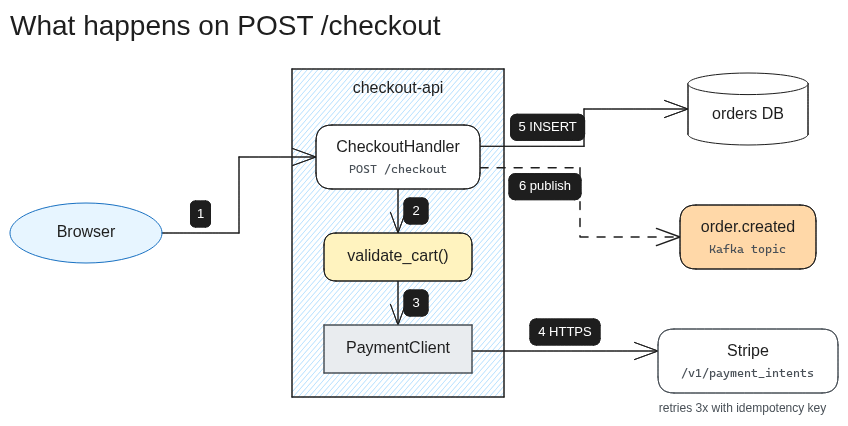 What happens on POST /checkout
checkout-api
CheckoutHandler
POST /checkout
5 INSERT
orders DB
6 publish
1
Browser
2
validate_cart()
order.created
Kafka topic
3
PaymentClient
4 HTTPS
Stripe
/v1/payment_intents
retries 3x with idempotency key